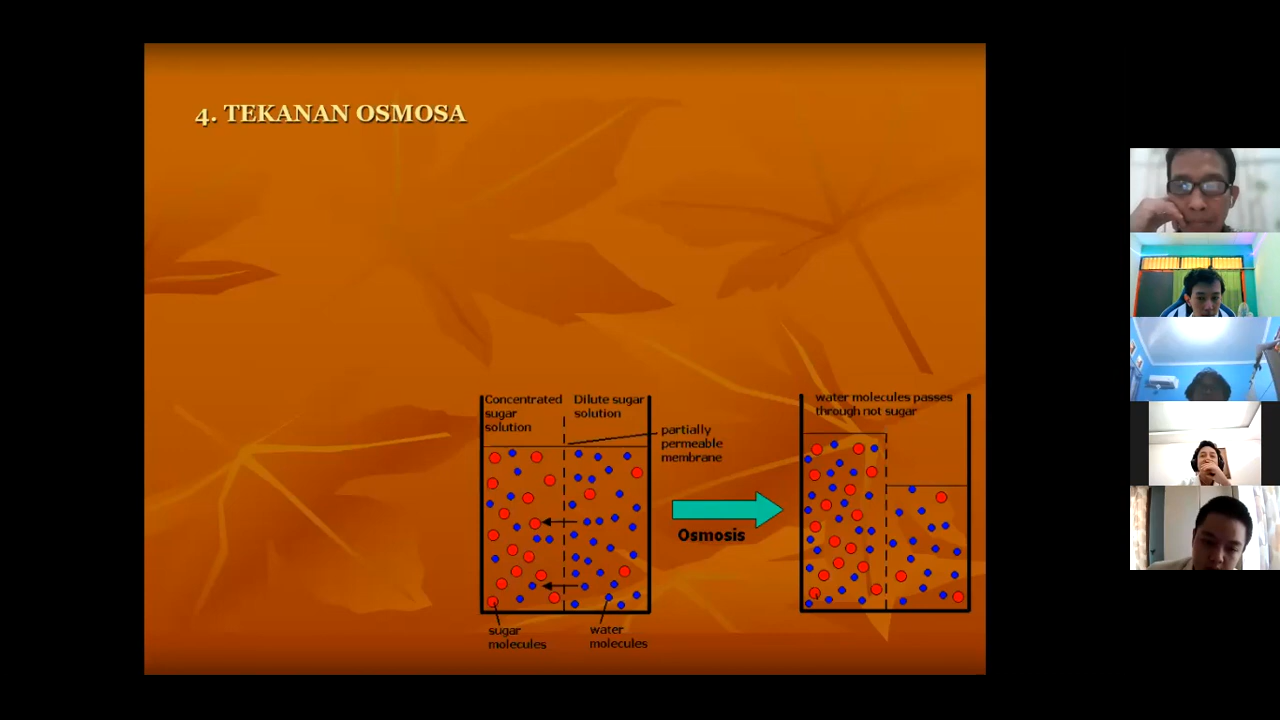 4. TEKANAN OSMOSA
Concentrated
sugar
solution
Dilute sugar
solution
partially
permeable
membrane
sugar
molecules
water
molecules
Osmosis
water molecules passes
through not sugar